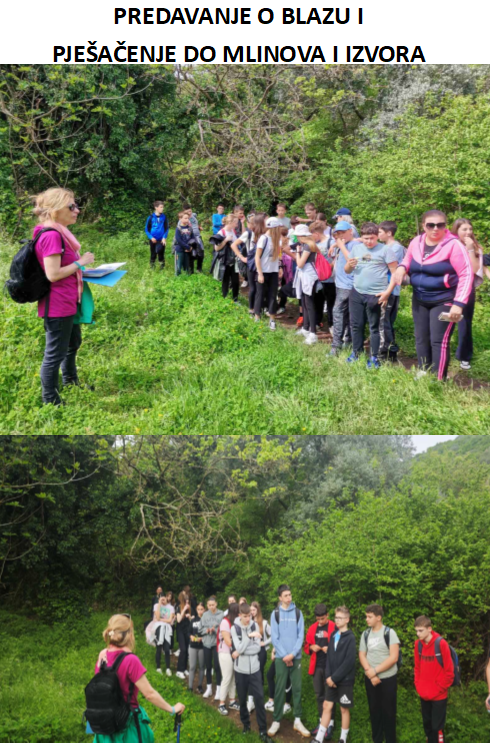 PREDAVANJE O BLAZU I
PJEŠAČENJE DO MLINOVA I IZVORA